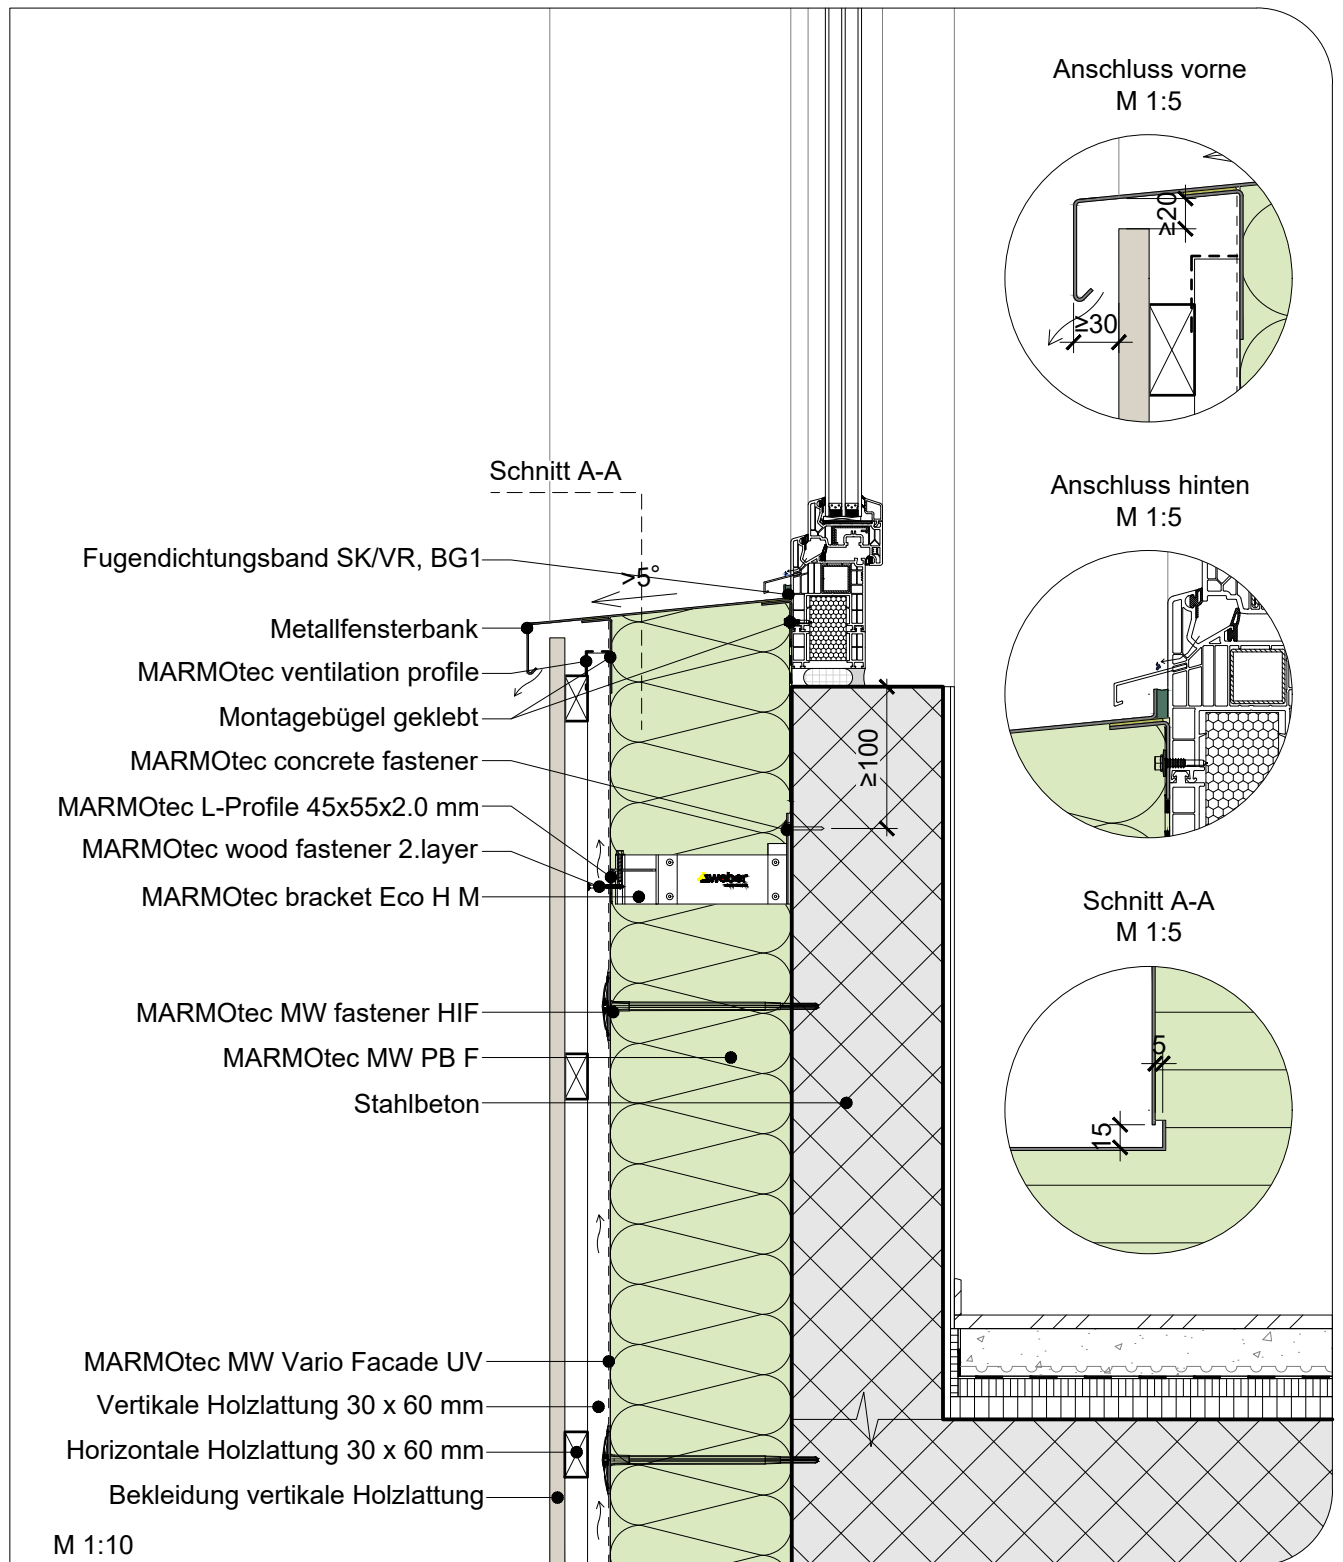 Anschluss vorne
M 1:5
≥20
≥30
Schnitt A-A
Anschluss hinten
M 1:5
Fugendichtungsband SK/VR, BG1
>5°
Metallfensterbank
MARMOtec ventilation profile
Montagebügel geklebt
MARMOtec concrete fastener
≥100
MARMOtec L-Profile 45x55x2.0 mm
MARMOtec wood fastener 2.layer
MARMOtec bracket Eco H M
weber
Schnitt A-A
M 1:5
5
15
MARMOtec MW fastener HIF
MARMOtec MW PB F
Stahlbeton
MARMOtec MW Vario Facade UV
Vertikale Holzlattung 30 x 60 mm
Horizontale Holzlattung 30 x 60 mm
Bekleidung vertikale Holzlattung
M 1:10